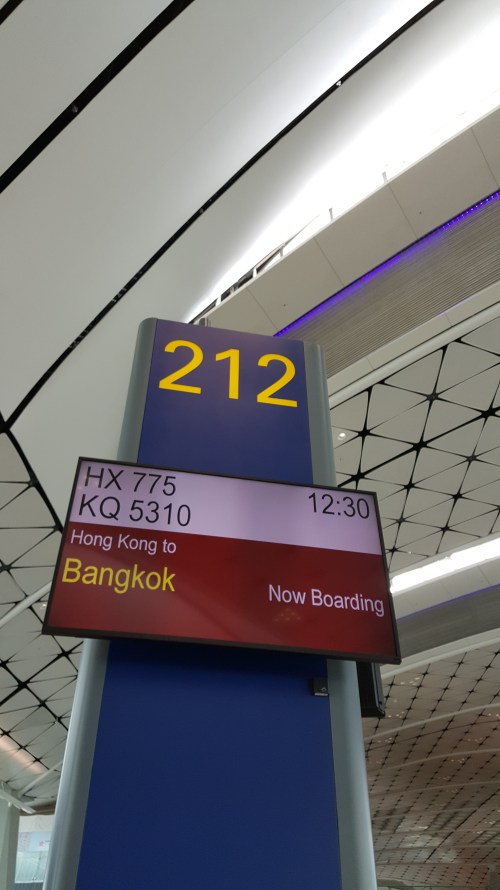 212
HX 775
KQ 5310
12:30
Hong Kong to
Bangkok
Now Boarding